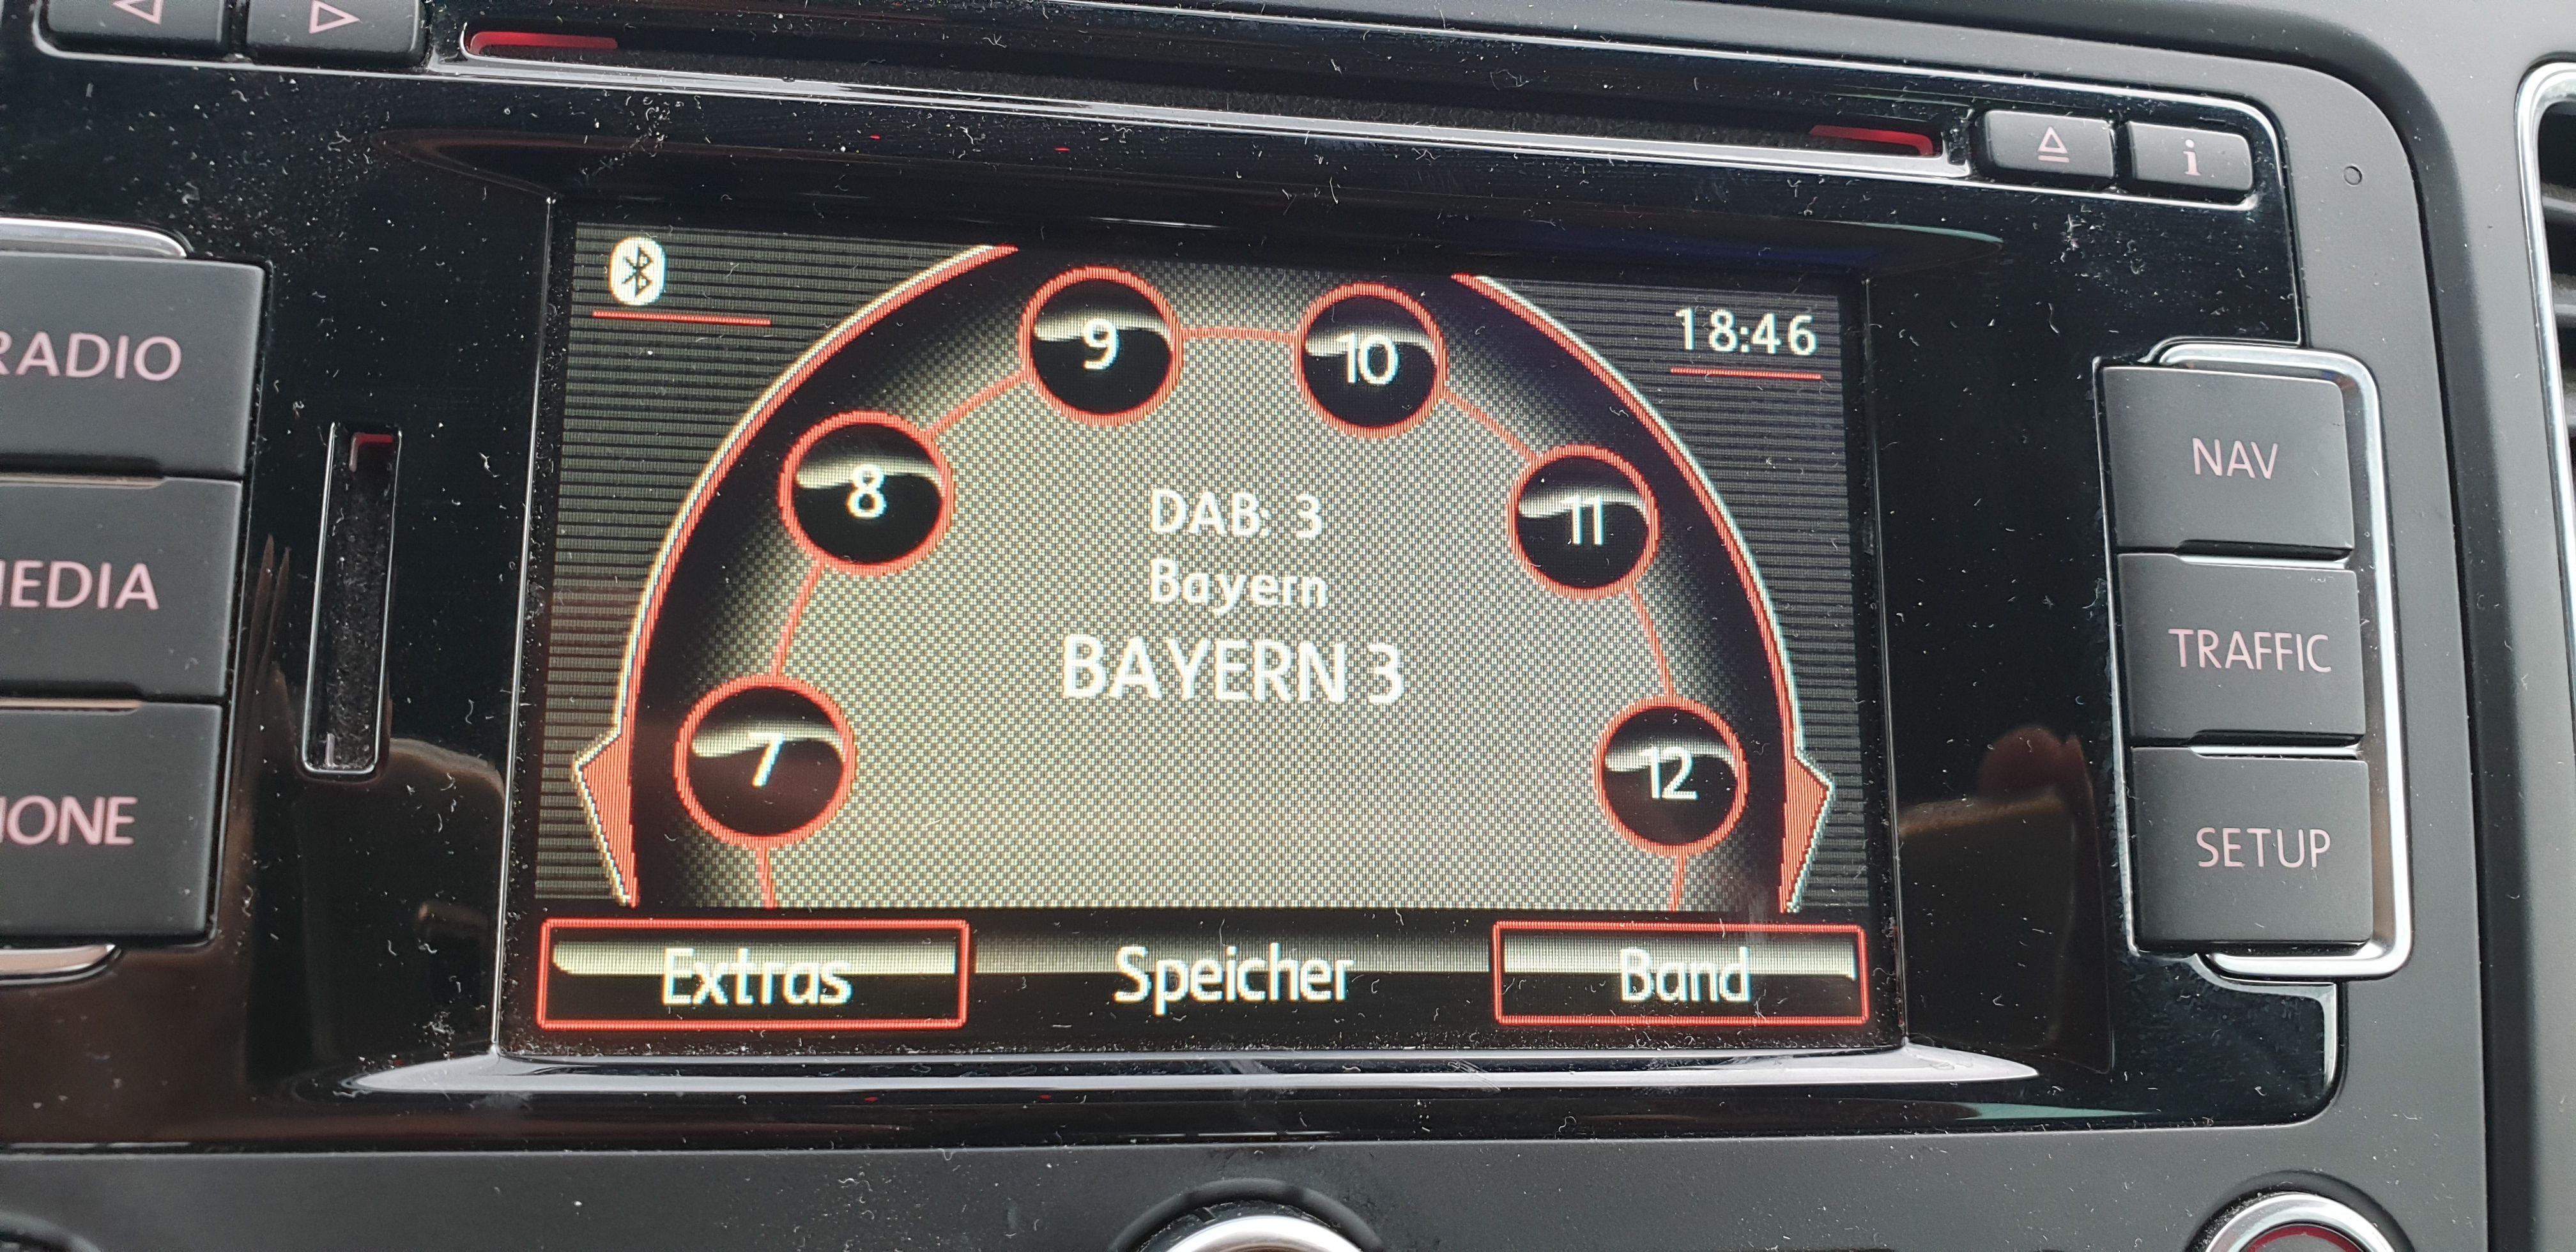 RADIO
MEDIA
i
18:46
9
10
8
11
DAB: 3
Bayern
BAYERN 3
7
12
Extras
Speicher
Band
NAV
TRAFFIC
SETUP